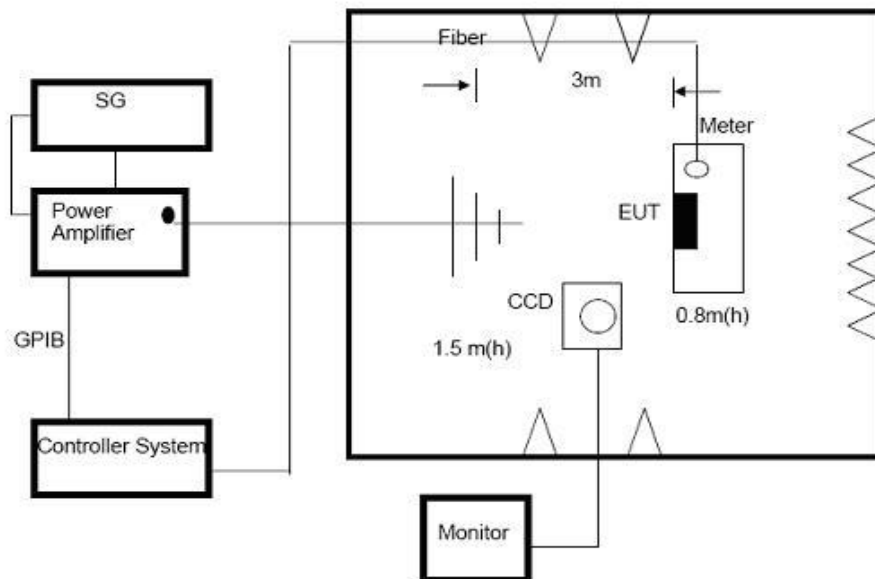 Fiber
3m
SG
Meter
Power
Amplifier
EUT
CCD
0.8m(h)
GPIB
1.5 m(h)
Controller System
Monitor